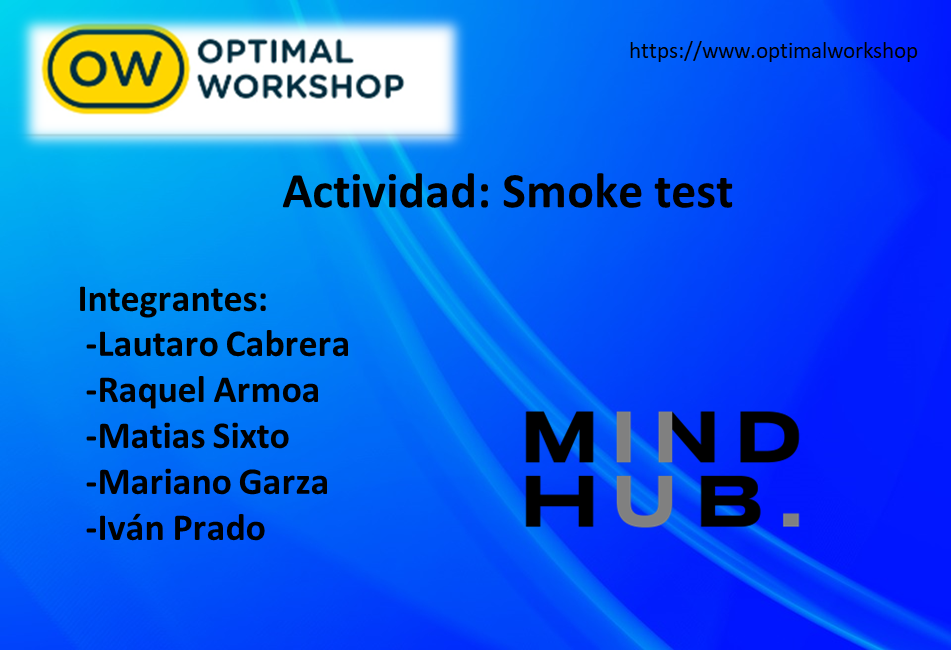 OW OPTIMAL
WORKSHOP
https://www.optimalworkshop
Actividad: Smoke test
Integrantes:
-Lautaro Cabrera
-Raquel Armoa
-Matias Sixto
-Mariano Garza
-Iván Prado
MIND
HUB.